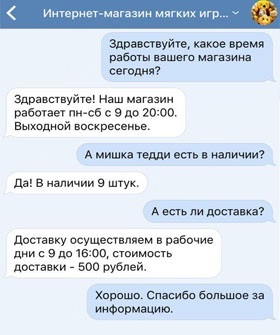 Интернет-магазин мягких игр...
Здравствуйте, какое время
работы вашего магазина
сегодня?
Здравствуйте! Наш магазин
работает пн-сб с 9 до 20:00.
Выходной воскресенье.
А мишка тедди есть в наличии?
Да! В наличии 9 штук.
А есть ли доставка?
Доставку осуществляем в рабочие
дни с 9 до 16:00, стоимость
доставки - 500 рублей.
Хорошо. Спасибо большое за
информацию.